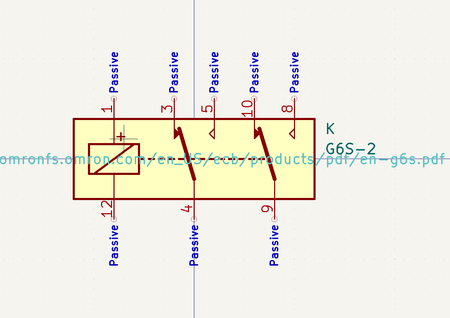 Passive Passive Passive Passive Passive
1 3 5 10 8
+
K
G6S-2
omronfs.omron.com/en_US/ecb/products/pdf/en-g6s.pdf
12 4 9
Passive Passive Passive